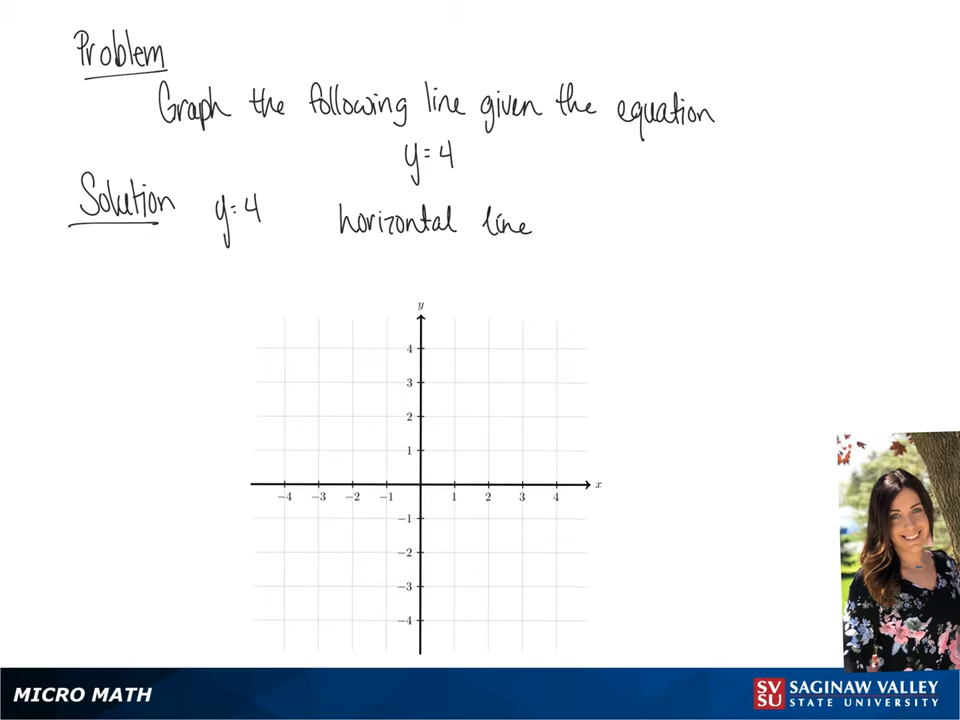 Problem
Graph the following line given the equation
y = 4
Solution y = 4 horizontal line
y
4
3
2
1
−4 −3 −2 −1 1 2 3 4 x
−1
−2
−3
−4
MICRO MATH
SV SU SAGINAW VALLEY
STATE UNIVERSITY